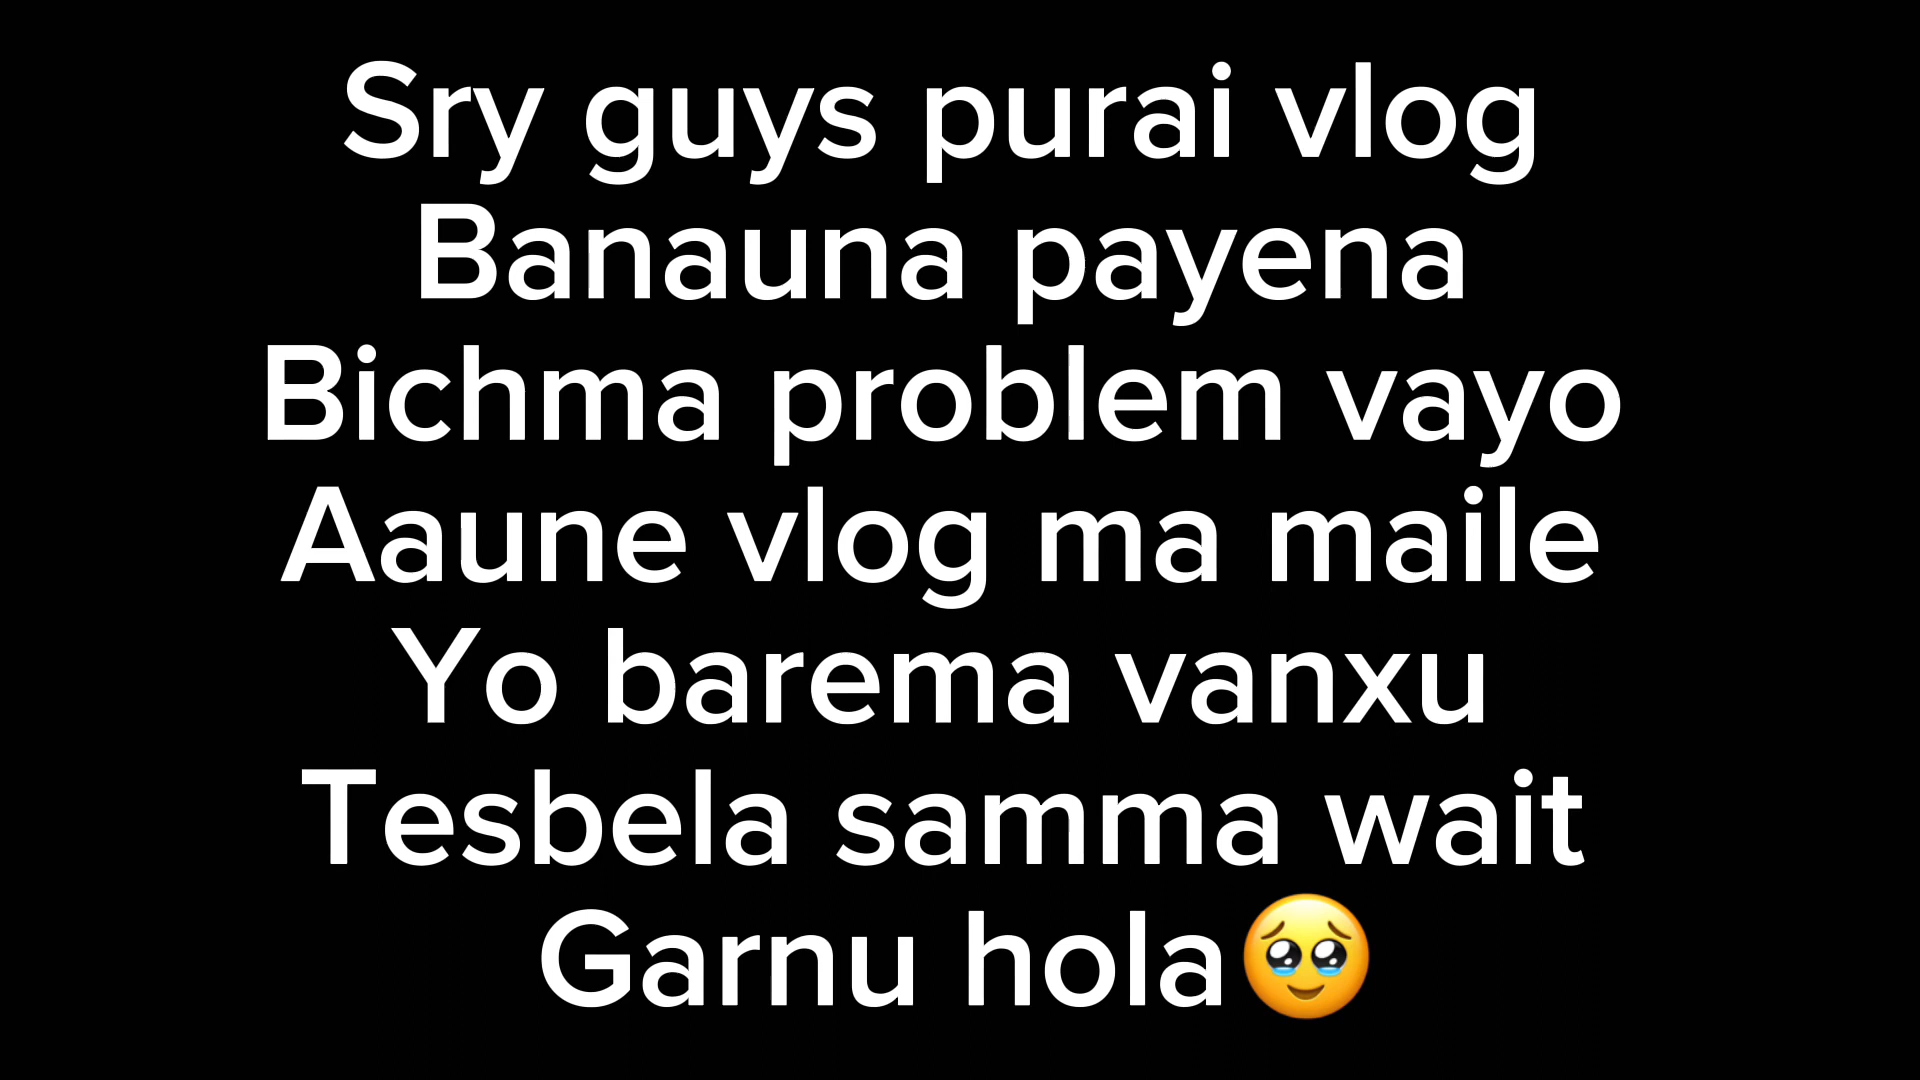 Sry guys purai vlog
Banauna payena
Bichma problem vayo
Aaune vlog ma maile
Yo barema vanxu
Tesbela samma wait
Garnu hola🥹